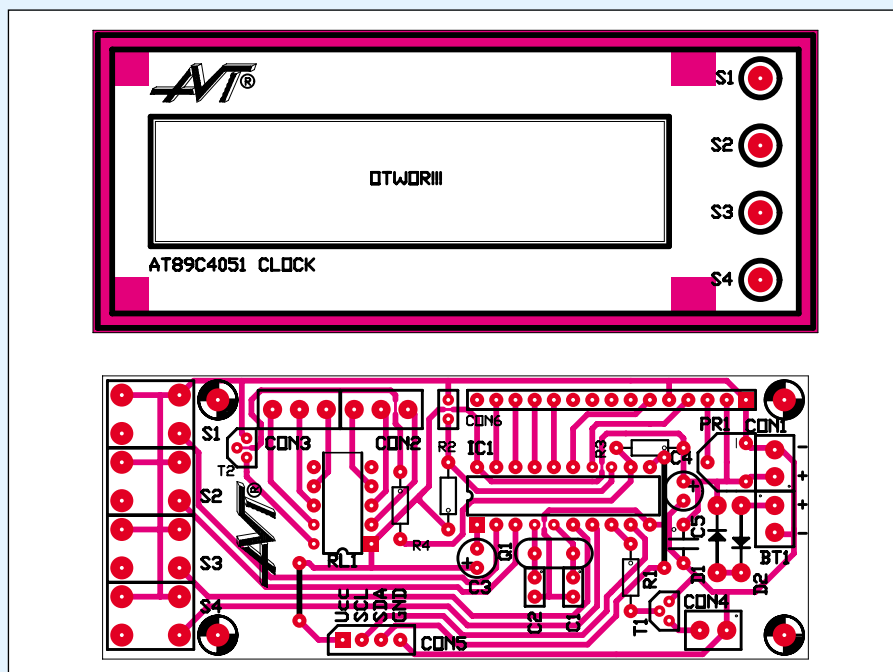 AVT®
S1
S2
OTWORIII
S3
AT89C4051 CLOCK
S4
S1
CON3
CON2
CON6
PR1
CON1
T2
R2
IC1
R3
C4
-
+
+
-
S2
AVT®
R4
Q1
C5
S3
RL1
C3
R1
D1
D2
BT1
S4
VCC
SCL
SDA
GND
CON5
C2
C1
T1
CON4
+
+